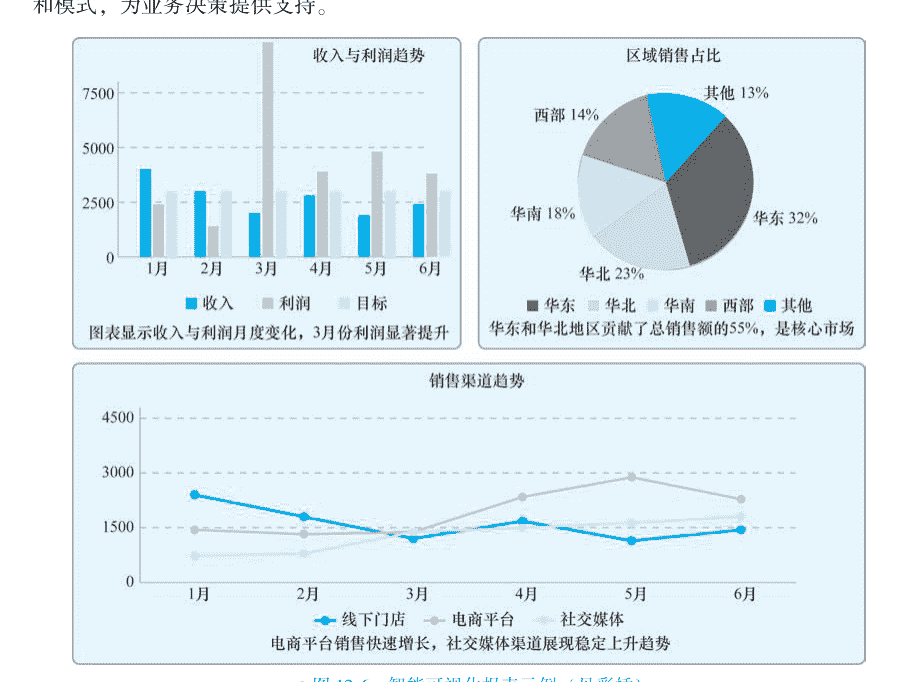 和模式，为业务决策提供支持。
收入与利润趋势
7500
5000
2500
0
1月 2月 3月 4月 5月 6月
收入 利润 目标
图表显示收入与利润月度变化，3月份利润显著提升
区域销售占比
其他 13%
西部 14%
华南 18%
华东 32%
华北 23%
华东 华北 华南 西部 其他
华东和华北地区贡献了总销售额的55%，是核心市场
销售渠道趋势
4500
3000
1500
0
1月 2月 3月 4月 5月 6月
线下门店 电商平台 社交媒体
电商平台销售快速增长，社交媒体渠道展现稳定上升趋势